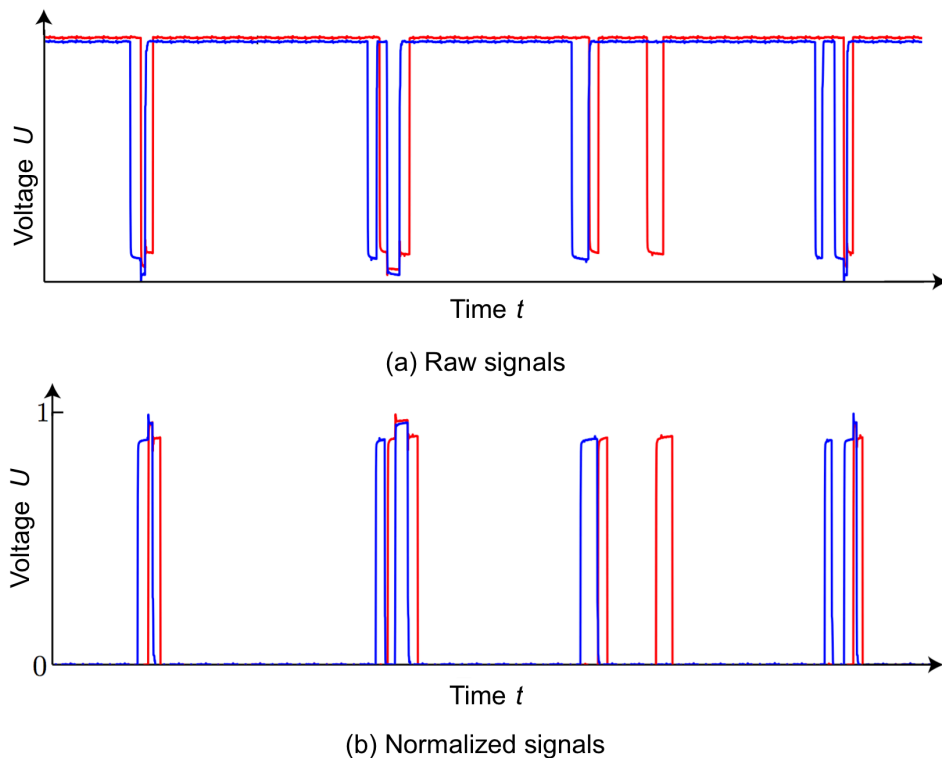 Voltage U
Time t
(a) Raw signals
1
Voltage U
0
Time t
(b) Normalized signals